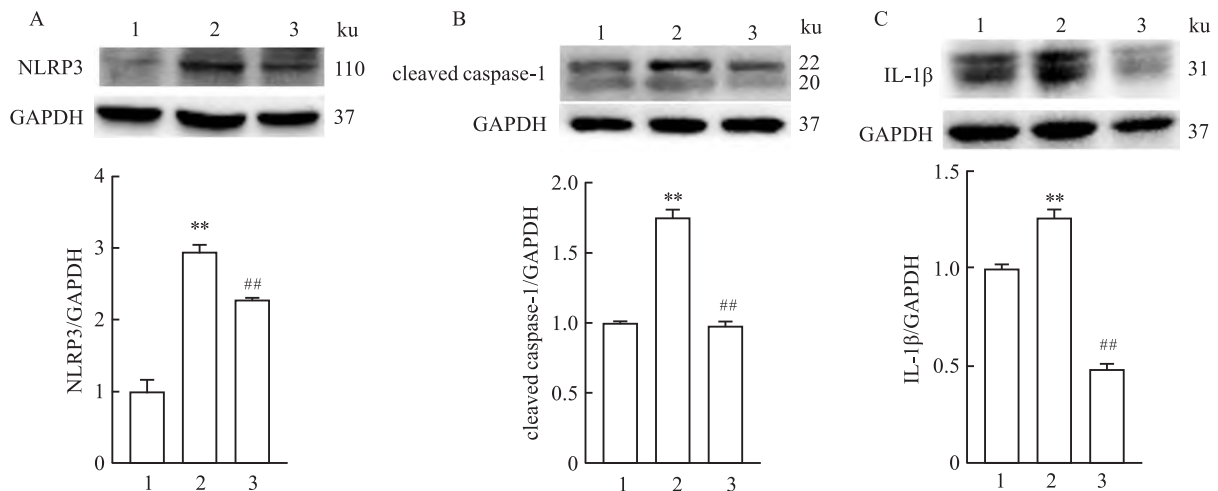 A
1 2 3 ku
NLRP3 110
GAPDH 37
4
3
2
1
0
NLRP3/GAPDH
**
##
1 2 3
B
1 2 3 ku
cleaved caspase-1 22
20
GAPDH 37
2.0
1.5
1.0
0.5
0
cleaved caspase-1/GAPDH
**
##
1 2 3
C
1 2 3 ku
IL-1β 31
GAPDH 37
1.5
1.0
0.5
0
IL-1β/GAPDH
**
##
1 2 3